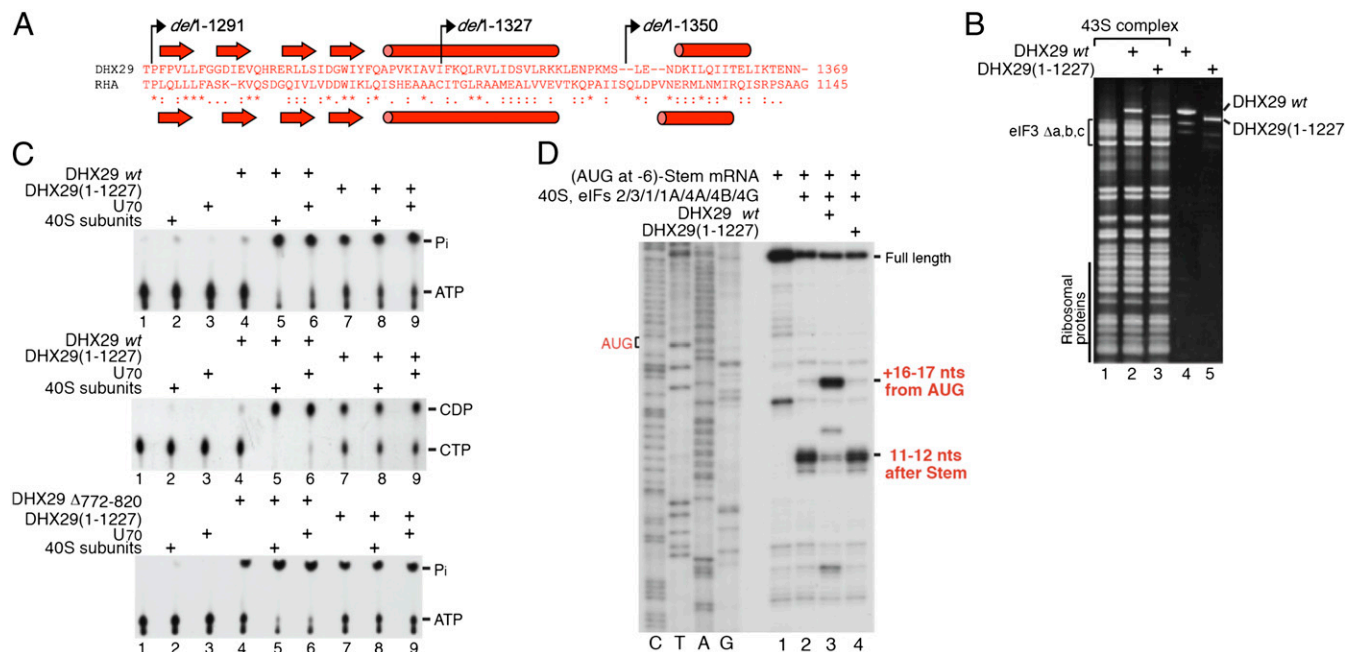 A
del1-1291
del1-1327
del1-1350
DHX29 TPFPVLLFGGDIEVQHRERLLSIDGWIYFQAPVKIAVIFKQLRVLIDSVLRKKLENPKMS--LE--NDKILQIITELIKTENN- 1369
RHA TPLQLLLFASK-KVQSDGQIVLVDDWIKLQISHEAAACITGLRAAMEALVVEVTKQPAIISQLDPVNERMLNMIRQISRPSAAG 1145
B
43S complex
DHX29 wt + +
DHX29(1-1227) + +
DHX29 wt
DHX29(1-1227
eIF3 Δa,b,c
Ribosomal proteins
1 2 3 4 5
C
DHX29 wt + + +
DHX29(1-1227) + + +
U70 + + +
40S subunits + + +
Pi
ATP
1 2 3 4 5 6 7 8 9
DHX29 wt + + +
DHX29(1-1227) + + +
U70 + + +
40S subunits + + +
CDP
CTP
1 2 3 4 5 6 7 8 9
DHX29 Δ772-820 + + +
DHX29(1-1227) + + +
U70 + + +
40S subunits + + +
Pi
ATP
1 2 3 4 5 6 7 8 9
D
(AUG at -6)-Stem mRNA + + + +
40S, eIFs 2/3/1/1A/4A/4B/4G + + +
DHX29 wt +
DHX29(1-1227) +
Full length
AUG
+16-17 nts
from AUG
11-12 nts
after Stem
C T A G 1 2 3 4